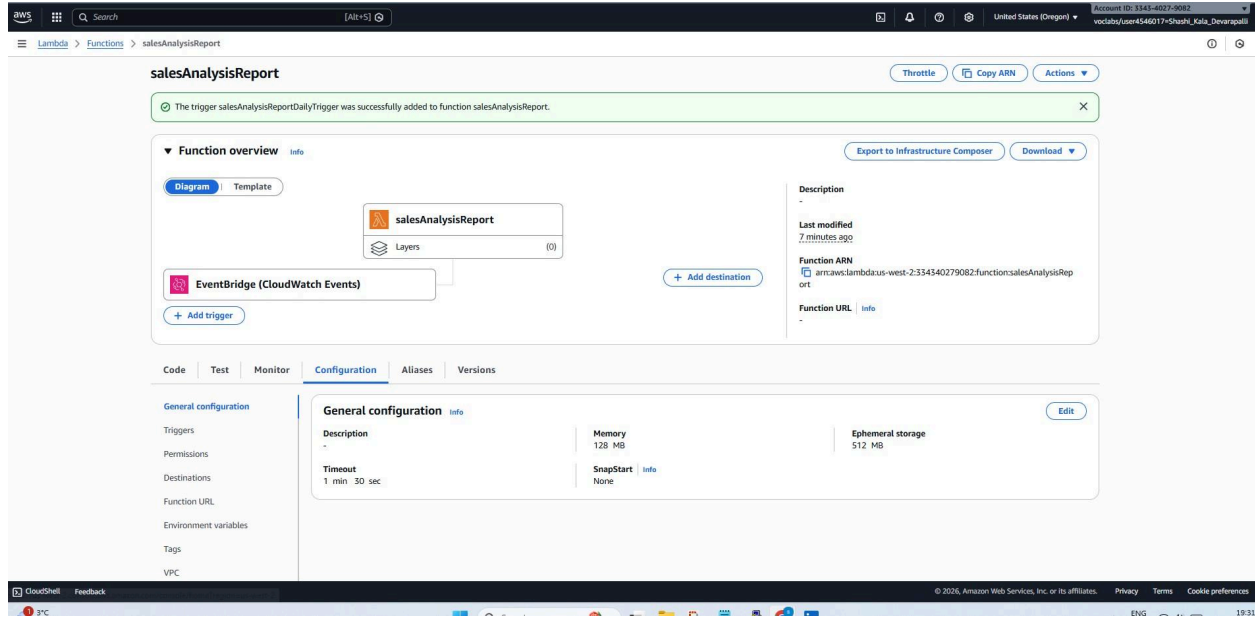 aws Search [Alt+S] United States (Oregon) Account ID: 3343-4027-9082
voclabs/user4546017=Shashi_Kala_Devarapalli
Lambda > Functions > salesAnalysisReport
salesAnalysisReport Throttle Copy ARN Actions
The trigger salesAnalysisReportDailyTrigger was successfully added to function salesAnalysisReport.
Function overview Info Export to Infrastructure Composer Download
Diagram Template
salesAnalysisReport
Layers (0)
EventBridge (CloudWatch Events)
+ Add trigger
+ Add destination
Description
-
Last modified
7 minutes ago
Function ARN
arn:aws:lambda:us-west-2:334340279082:function:salesAnalysisRep
ort
Function URL Info
-
Code Test Monitor Configuration Aliases Versions
General configuration
Triggers
Permissions
Destinations
Function URL
Environment variables
Tags
VPC
General configuration Info Edit
Description
-
Memory
128 MB
Ephemeral storage
512 MB
Timeout
1 min 30 sec
SnapStart Info
None
CloudShell Feedback © 2026, Amazon Web Services, Inc. or its affiliates. Privacy Terms Cookie preferences
1 3°C ENG 19:31